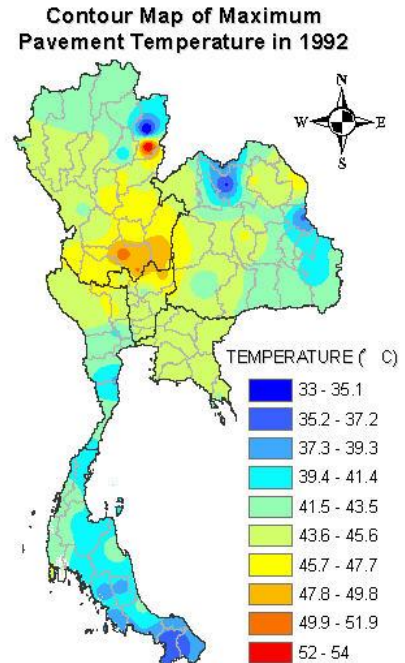 Contour Map of Maximum
Pavement Temperature in 1992
N
W E
S
TEMPERATURE (° C)
33 - 35.1
35.2 - 37.2
37.3 - 39.3
39.4 - 41.4
41.5 - 43.5
43.6 - 45.6
45.7 - 47.7
47.8 - 49.8
49.9 - 51.9
52 - 54